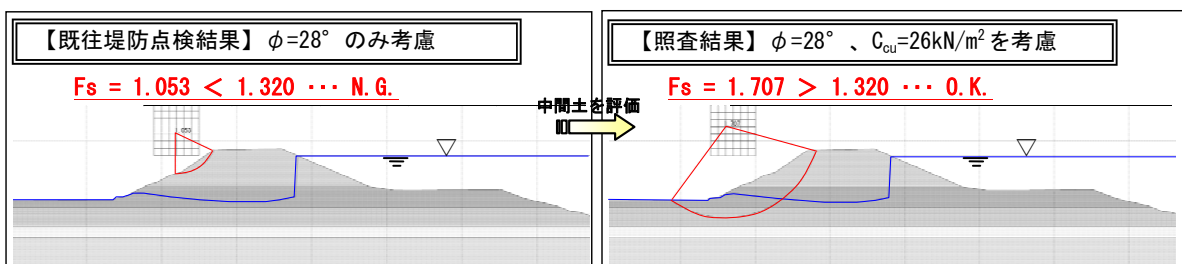 【既往堤防点検結果】φ=28°のみ考慮
Fs = 1.053 < 1.320 … N.G.
中間土を評価
【照査結果】φ=28°、Ccu=26kN/m²を考慮
Fs = 1.707 > 1.320 … O.K.